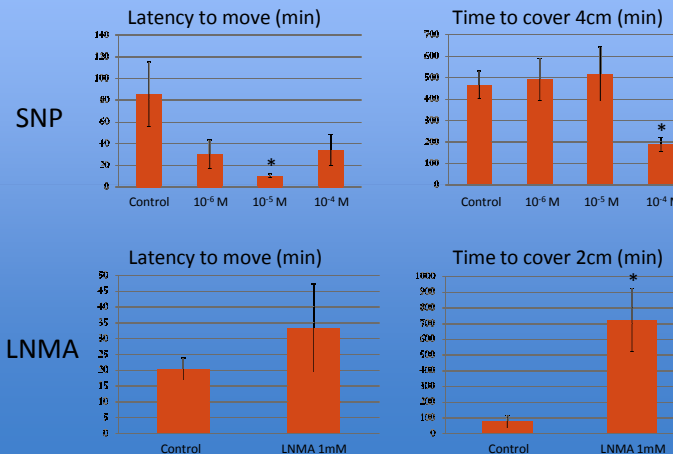 Latency to move (min)
Time to cover 4cm (min)
SNP
140
120
100
80
60
40
20
0
Control
10⁻⁶ M
10⁻⁵ M
10⁻⁴ M
*
700
600
500
400
300
200
100
0
Control
10⁻⁶ M
10⁻⁵ M
10⁻⁴ M
*
Latency to move (min)
Time to cover 2cm (min)
LNMA
50
45
40
35
30
25
20
15
10
5
0
Control
LNMA 1mM
1000
900
800
700
600
500
400
300
200
100
0
Control
LNMA 1mM
*